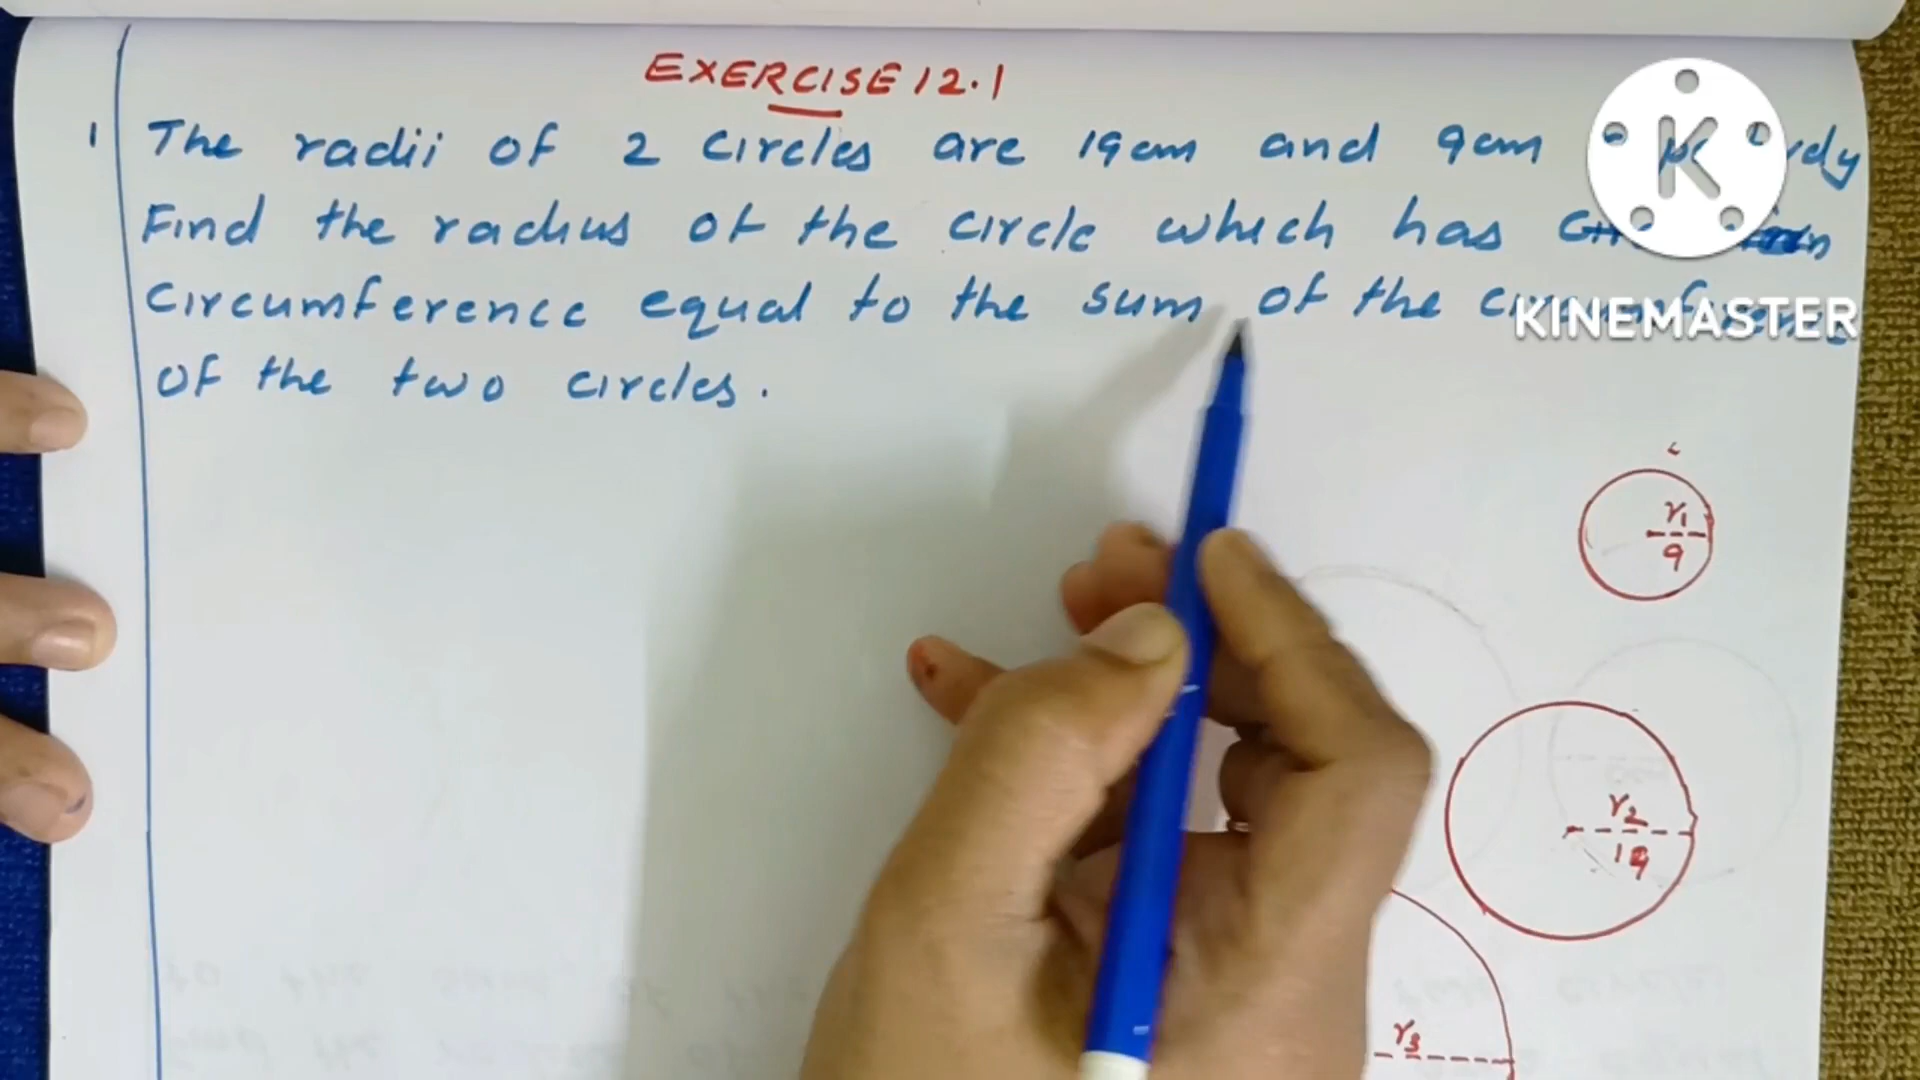 EXERCISE 12.1
1 The radii of 2 circles are 19cm and 9cm
Find the radius of the circle which has
circumference equal to the sum of the
of the two circles.
K
KINEMASTER
r1
9
r2
19
r3